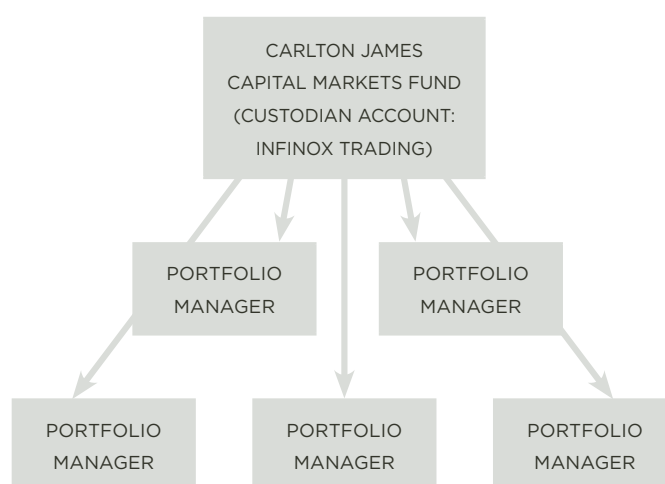 CARLTON JAMES
CAPITAL MARKETS FUND
(CUSTODIAN ACCOUNT:
INFINOX TRADING)
PORTFOLIO
MANAGER
PORTFOLIO
MANAGER
PORTFOLIO
MANAGER
PORTFOLIO
MANAGER
PORTFOLIO
MANAGER